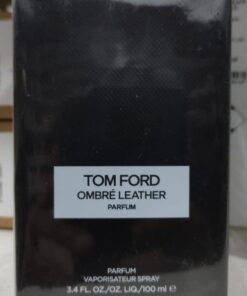 TOM FORD
OMBRÉ LEATHER
PARFUM
PARFUM
VAPORISATEUR SPRAY
3.4 FL. OZ./OZ. LIQ./100 ml ℮